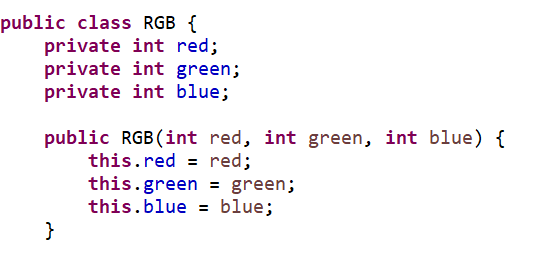 public class RGB {
    private int red;
    private int green;
    private int blue;

    public RGB(int red, int green, int blue) {
        this.red = red;
        this.green = green;
        this.blue = blue;
    }